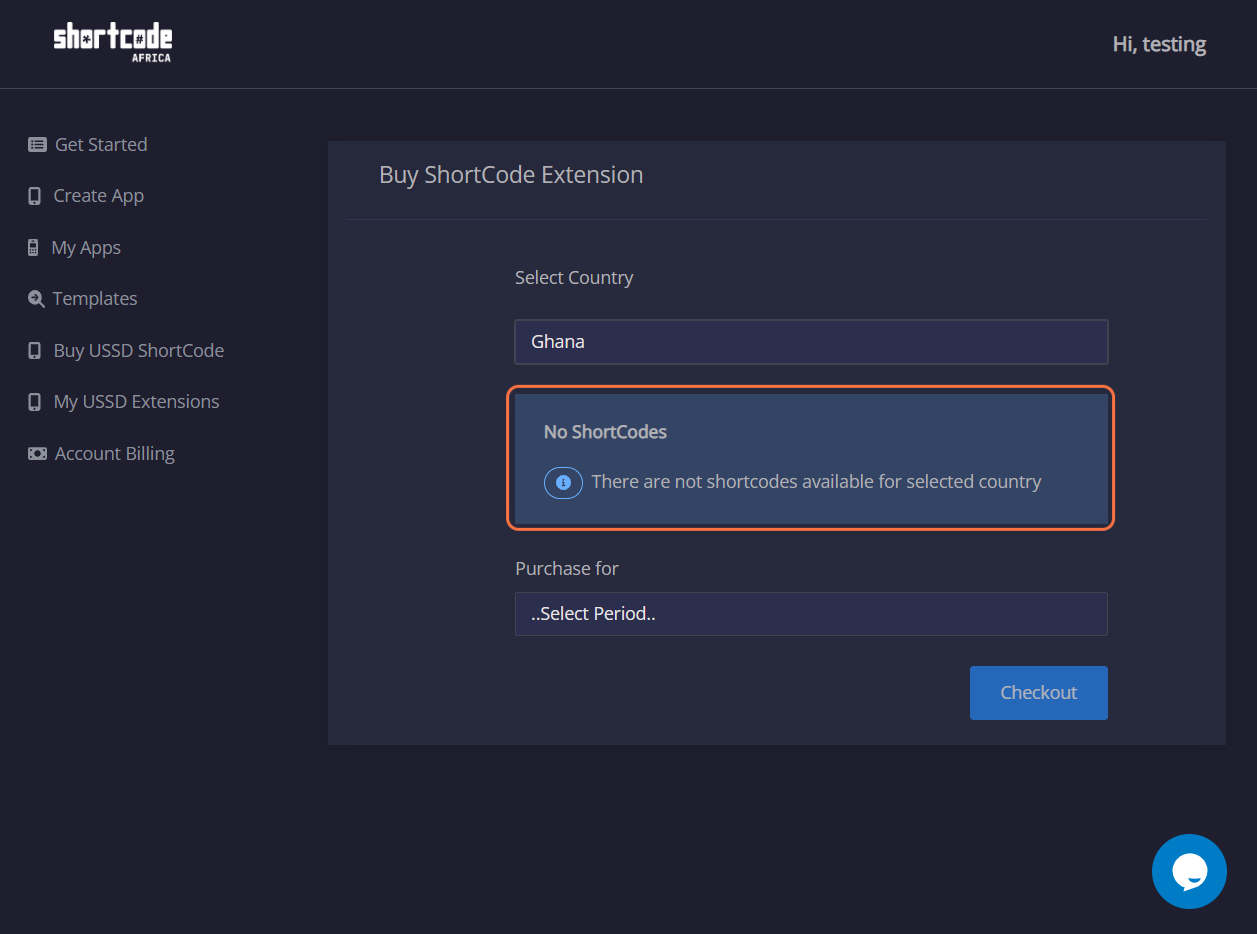 shortcode
AFRICA
Hi, testing
Get Started
Create App
My Apps
Templates
Buy USSD ShortCode
My USSD Extensions
Account Billing
Buy ShortCode Extension
Select Country
Ghana
No ShortCodes
There are not shortcodes available for selected country
Purchase for
..Select Period..
Checkout